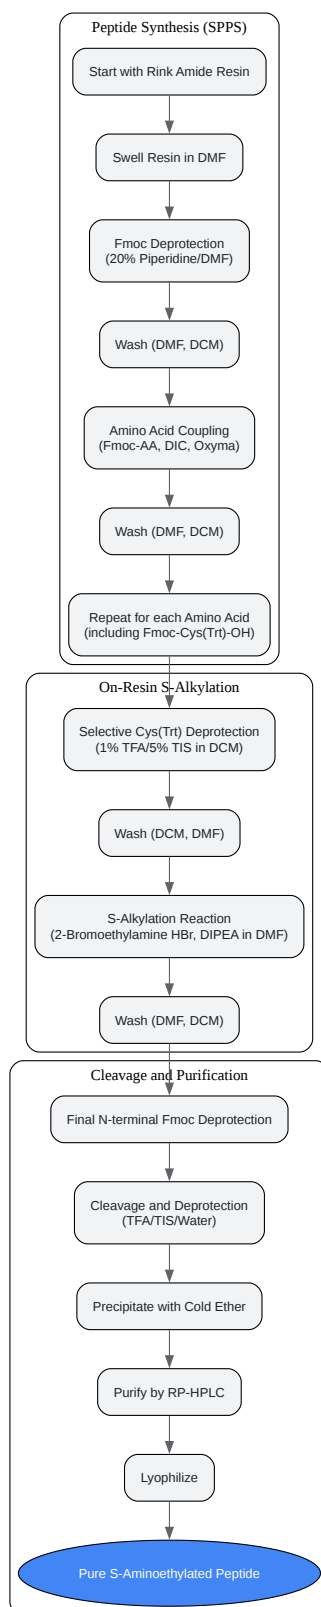 Peptide Synthesis (SPPS)
Start with Rink Amide Resin
Swell Resin in DMF
Fmoc Deprotection
(20% Piperidine/DMF)
Wash (DMF, DCM)
Amino Acid Coupling
(Fmoc-AA, DIC, Oxyma)
Wash (DMF, DCM)
Repeat for each Amino Acid
(including Fmoc-Cys(Trt)-OH)
On-Resin S-Alkylation
Selective Cys(Trt) Deprotection
(1% TFA/5% TIS in DCM)
Wash (DCM, DMF)
S-Alkylation Reaction
(2-Bromoethylamine HBr, DIPEA in DMF)
Wash (DMF, DCM)
Cleavage and Purification
Final N-terminal Fmoc Deprotection
Cleavage and Deprotection
(TFA/TIS/Water)
Precipitate with Cold Ether
Purify by RP-HPLC
Lyophilize
Pure S-Aminoethylated Peptide